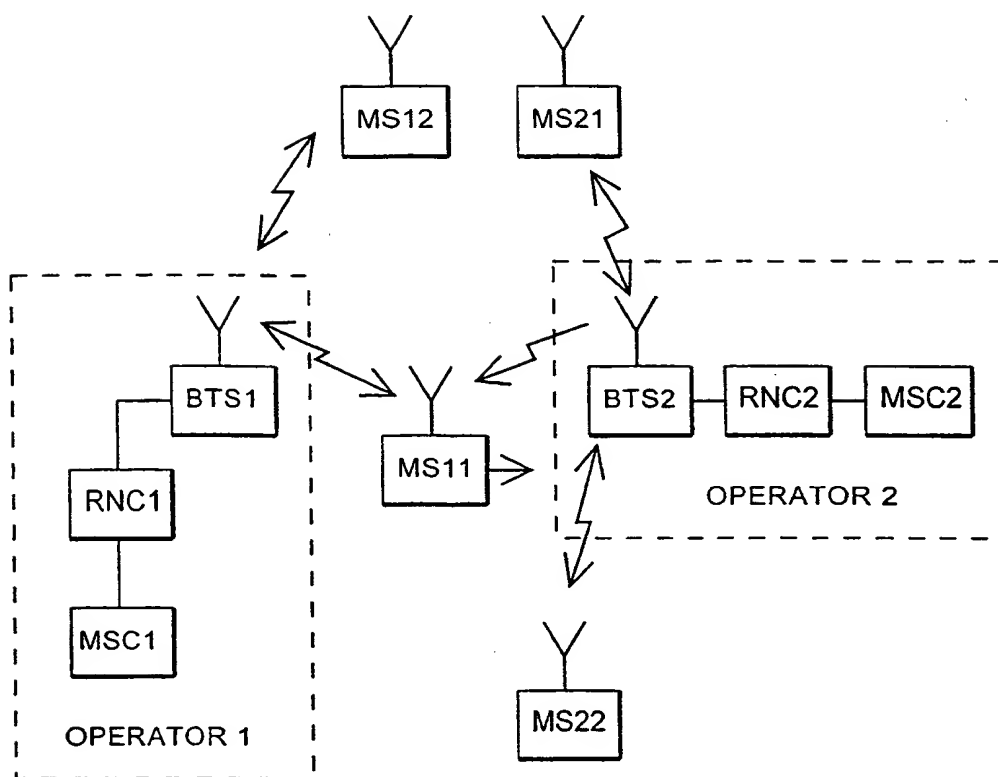 MS12
MS21
BTS1
BTS2
RNC2
MSC2
MS11
RNC1
OPERATOR 2
MSC1
MS22
OPERATOR 1